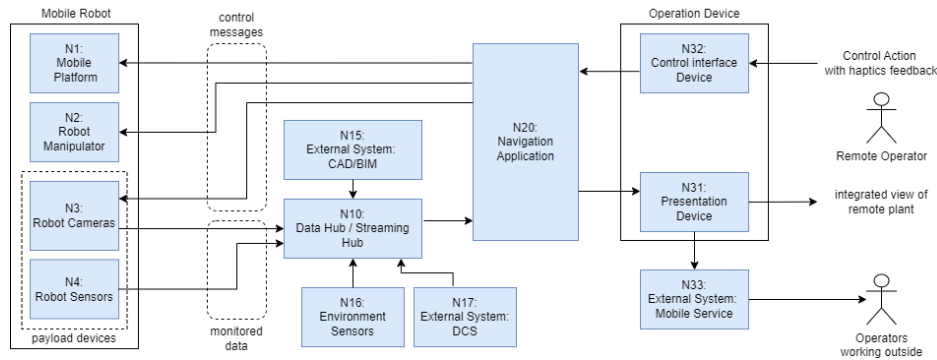 Mobile Robot
control
messages
Operation Device
N1:
Mobile
Platform
N2:
Robot
Manipulator
N3:
Robot Cameras
N4:
Robot Sensors
payload devices
monitored
data
N15:
External System:
CAD/BIM
N10:
Data Hub / Streaming
Hub
N16:
Environment
Sensors
N17:
External System:
DCS
N20:
Navigation
Application
N32:
Control interface
Device
N31:
Presentation
Device
N33:
External System:
Mobile Service
Control Action
with haptics feedback
Remote Operator
integrated view of
remote plant
Operators
working outside